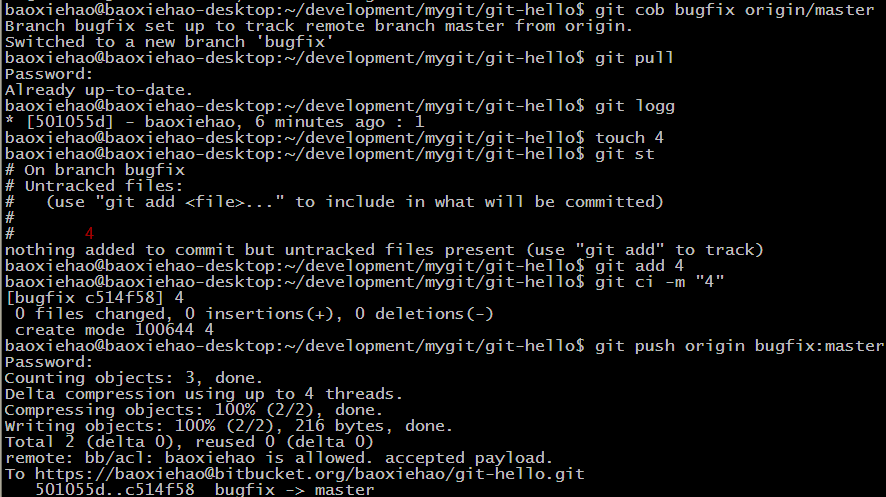 baoxiehao@baoxiehao-desktop:~/development/mygit/git-hello$ git cob bugfix origin/master
Branch bugfix set up to track remote branch master from origin.
Switched to a new branch 'bugfix'
baoxiehao@baoxiehao-desktop:~/development/mygit/git-hello$ git pull
Password:
Already up-to-date.
baoxiehao@baoxiehao-desktop:~/development/mygit/git-hello$ git logg
* [501055d] - baoxiehao, 6 minutes ago : 1
baoxiehao@baoxiehao-desktop:~/development/mygit/git-hello$ touch 4
baoxiehao@baoxiehao-desktop:~/development/mygit/git-hello$ git st
# On branch bugfix
# Untracked files:
#   (use "git add <file>..." to include in what will be committed)
#
#       4
nothing added to commit but untracked files present (use "git add" to track)
baoxiehao@baoxiehao-desktop:~/development/mygit/git-hello$ git add 4
baoxiehao@baoxiehao-desktop:~/development/mygit/git-hello$ git ci -m "4"
[bugfix c514f58] 4
 0 files changed, 0 insertions(+), 0 deletions(-)
 create mode 100644 4
baoxiehao@baoxiehao-desktop:~/development/mygit/git-hello$ git push origin bugfix:master
Password:
Counting objects: 3, done.
Delta compression using up to 4 threads.
Compressing objects: 100% (2/2), done.
Writing objects: 100% (2/2), 216 bytes, done.
Total 2 (delta 0), reused 0 (delta 0)
remote: bb/acl: baoxiehao is allowed. accepted payload.
To https://baoxiehao@bitbucket.org/baoxiehao/git-hello.git
   501055d..c514f58  bugfix -> master